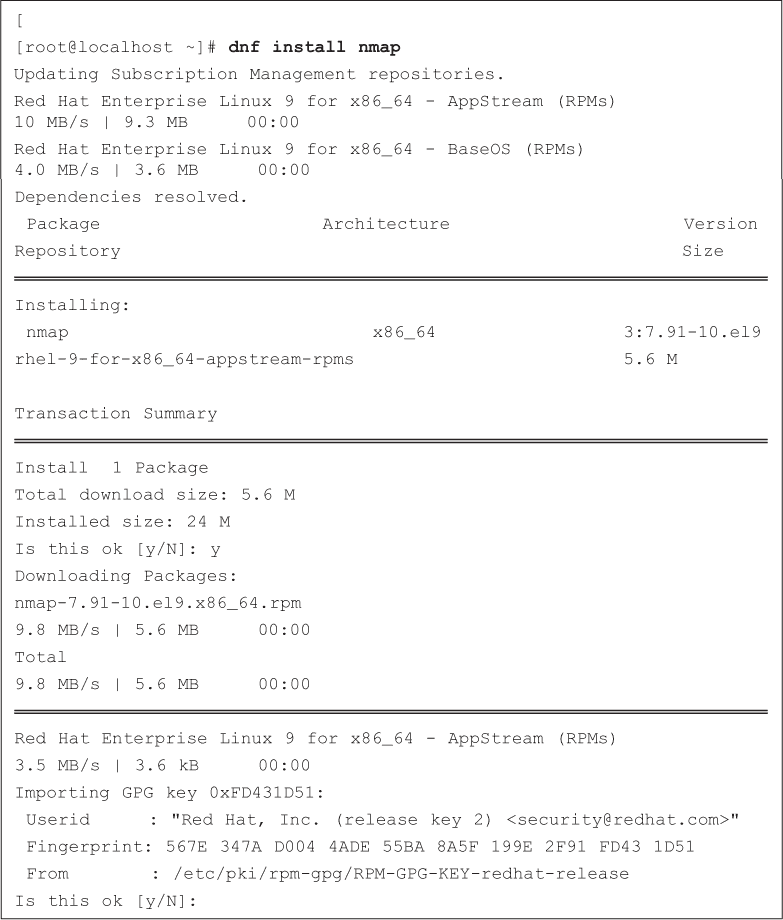 [
[root@localhost ~]# dnf install nmap
Updating Subscription Management repositories.
Red Hat Enterprise Linux 9 for x86_64 - AppStream (RPMs)
10 MB/s | 9.3 MB     00:00
Red Hat Enterprise Linux 9 for x86_64 - BaseOS (RPMs)
4.0 MB/s | 3.6 MB     00:00
Dependencies resolved.
 Package                    Architecture                    Version
Repository                                                  Size
Installing:
 nmap                       x86_64                3:7.91-10.el9
rhel-9-for-x86_64-appstream-rpms                  5.6 M
Transaction Summary
Install  1 Package
Total download size: 5.6 M
Installed size: 24 M
Is this ok [y/N]: y
Downloading Packages:
nmap-7.91-10.el9.x86_64.rpm
9.8 MB/s | 5.6 MB     00:00
Total
9.8 MB/s | 5.6 MB     00:00
Red Hat Enterprise Linux 9 for x86_64 - AppStream (RPMs)
3.5 MB/s | 3.6 kB     00:00
Importing GPG key 0xFD431D51:
 Userid     : "Red Hat, Inc. (release key 2) <security@redhat.com>"
 Fingerprint: 567E 347A D004 4ADE 55BA 8A5F 199E 2F91 FD43 1D51
 From       : /etc/pki/rpm-gpg/RPM-GPG-KEY-redhat-release
Is this ok [y/N]: